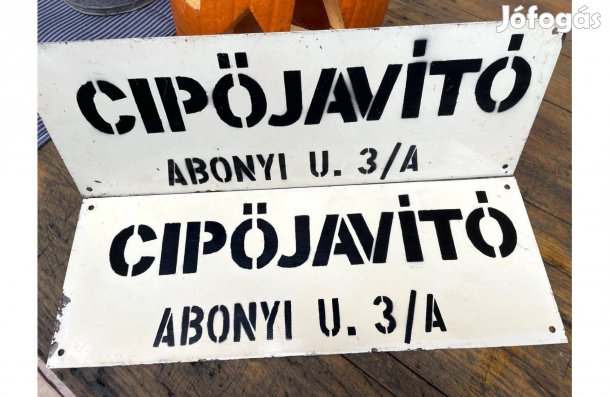 Jófogás
CIPÖJAVÍTÓ
ABONYI U. 3/A
CIPÖJAVÍTÓ
ABONYI U. 3/A